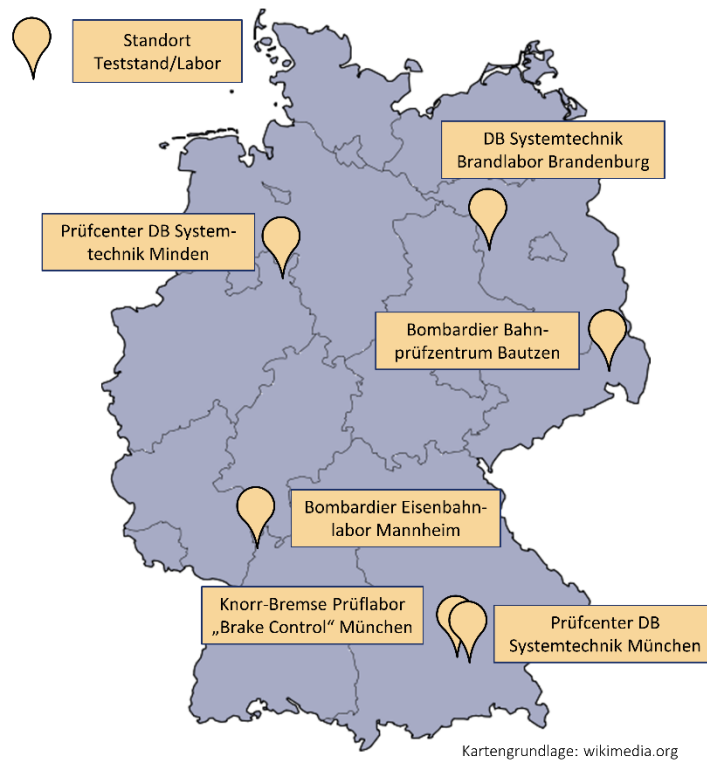 Standort
Teststand/Labor
DB Systemtechnik
Brandlabor Brandenburg
Prüfcenter DB System-
technik Minden
Bombardier Bahn-
prüfzentrum Bautzen
Bombardier Eisenbahn-
labor Mannheim
Knorr-Bremse Prüflabor
„Brake Control“ München
Prüfcenter DB
Systemtechnik München
Kartengrundlage: wikimedia.org